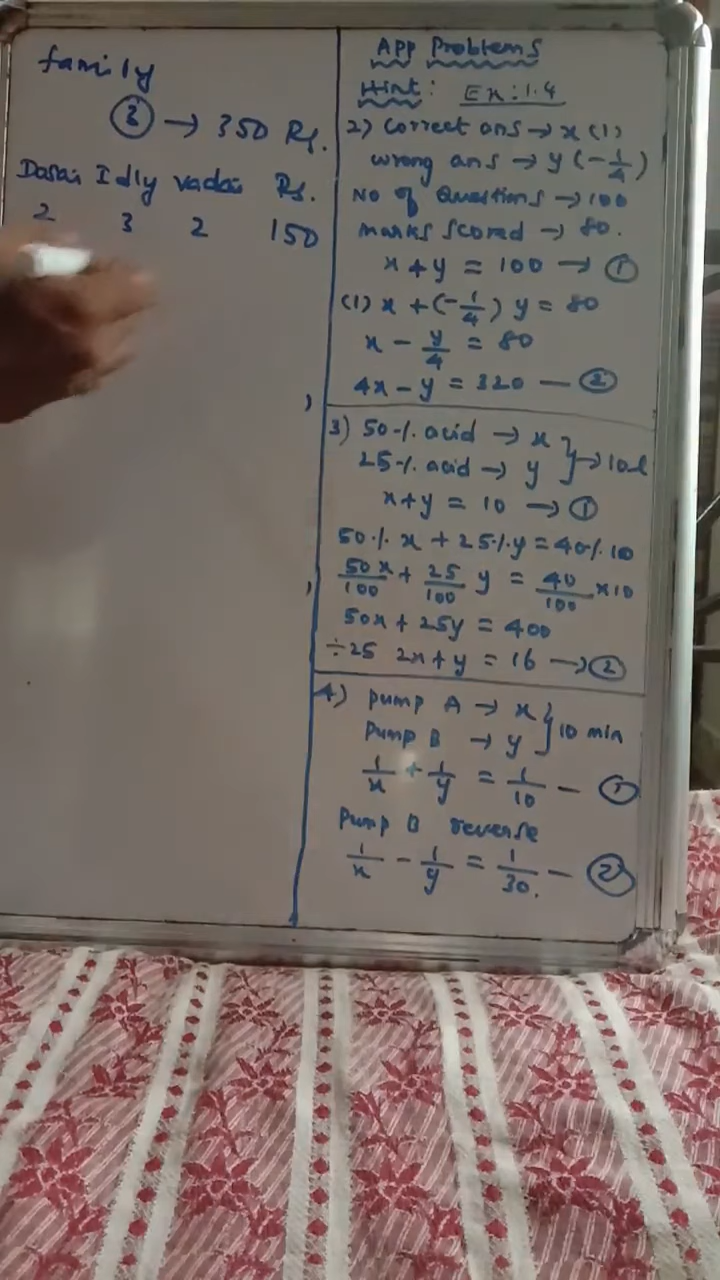 family
③ → 350 Rs.
Dosai Idly vadai Rs.
2 3 2 150
App Problems
Hint: Ex:1.4
2) correct ans → x (1)
wrong ans → y (-1/4)
No of Questions → 100
marks scored → 80.
x + y = 100 → ①
(1) x + (-1/4) y = 80
x - y/4 = 80
4x - y = 320 — ②
3) 50 % acid → x
25 % acid → y } → 10 l
x + y = 10 → ①
50 % x + 25 % y = 40 % 10
50x/100 + 25/100 y = 40/100 × 10
50x + 25y = 400
÷25 2x + y = 16 → ②
4) Pump A → x
Pump B → y } 10 min
1/x + 1/y = 1/10 — ①
Pump B reverse
1/x - 1/y = 1/30. — ②